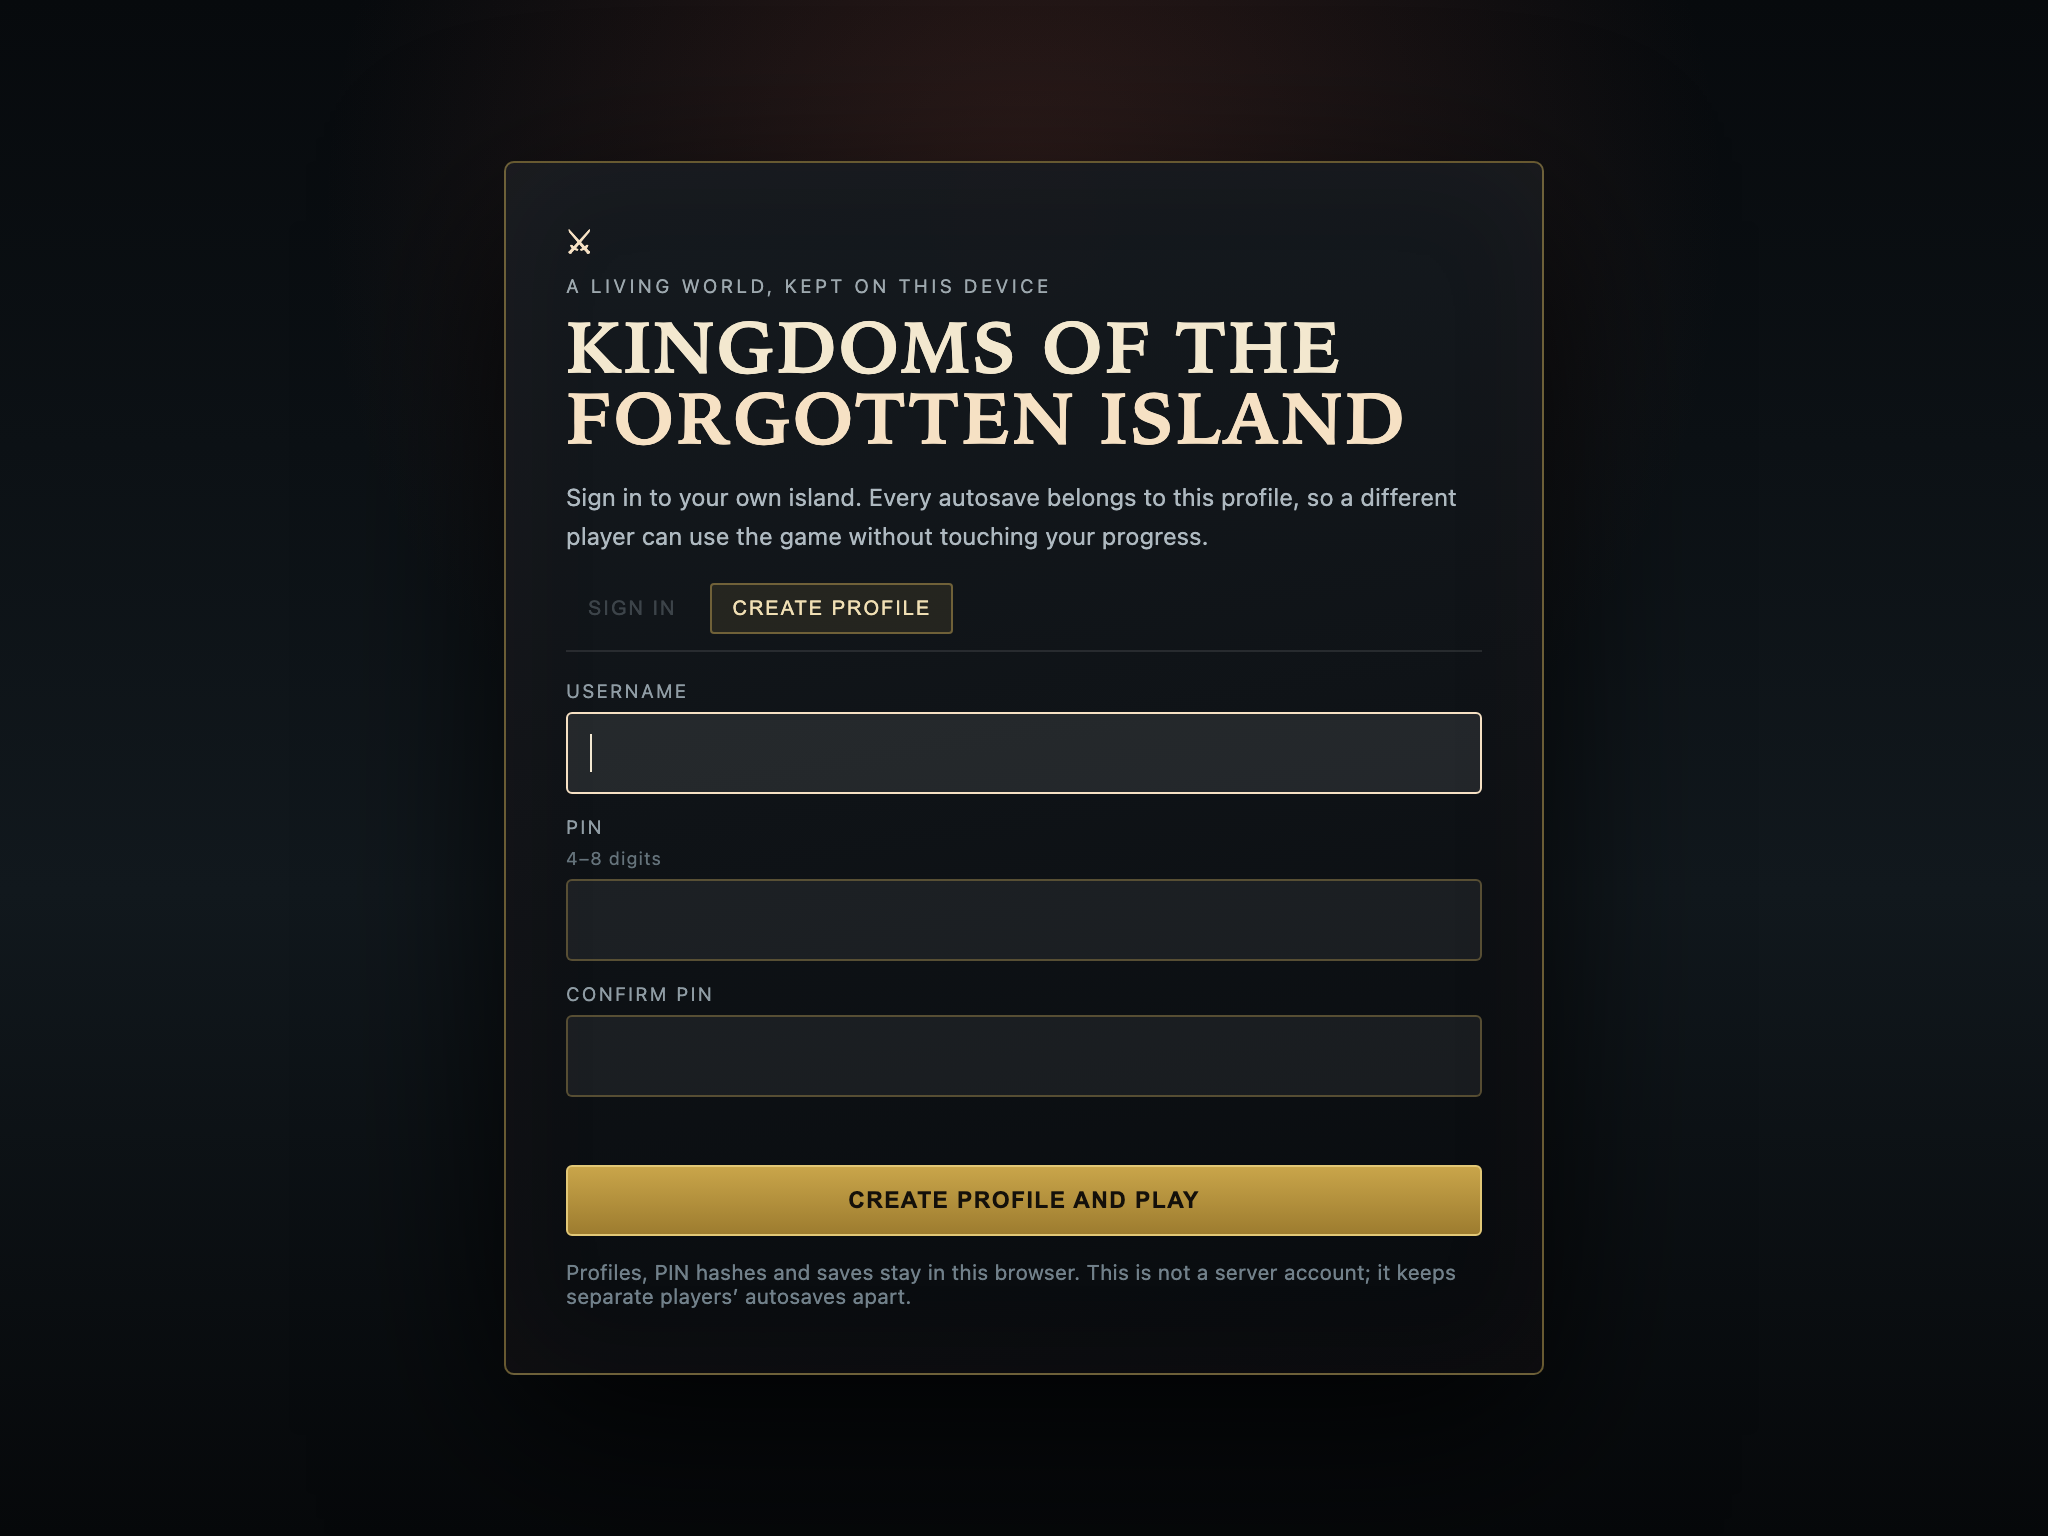 A LIVING WORLD, KEPT ON THIS DEVICE
KINGDOMS OF THE
FORGOTTEN ISLAND
Sign in to your own island. Every autosave belongs to this profile, so a different
player can use the game without touching your progress.
SIGN IN
CREATE PROFILE
USERNAME
PIN
4–8 digits
CONFIRM PIN
CREATE PROFILE AND PLAY
Profiles, PIN hashes and saves stay in this browser. This is not a server account; it keeps
separate players’ autosaves apart.